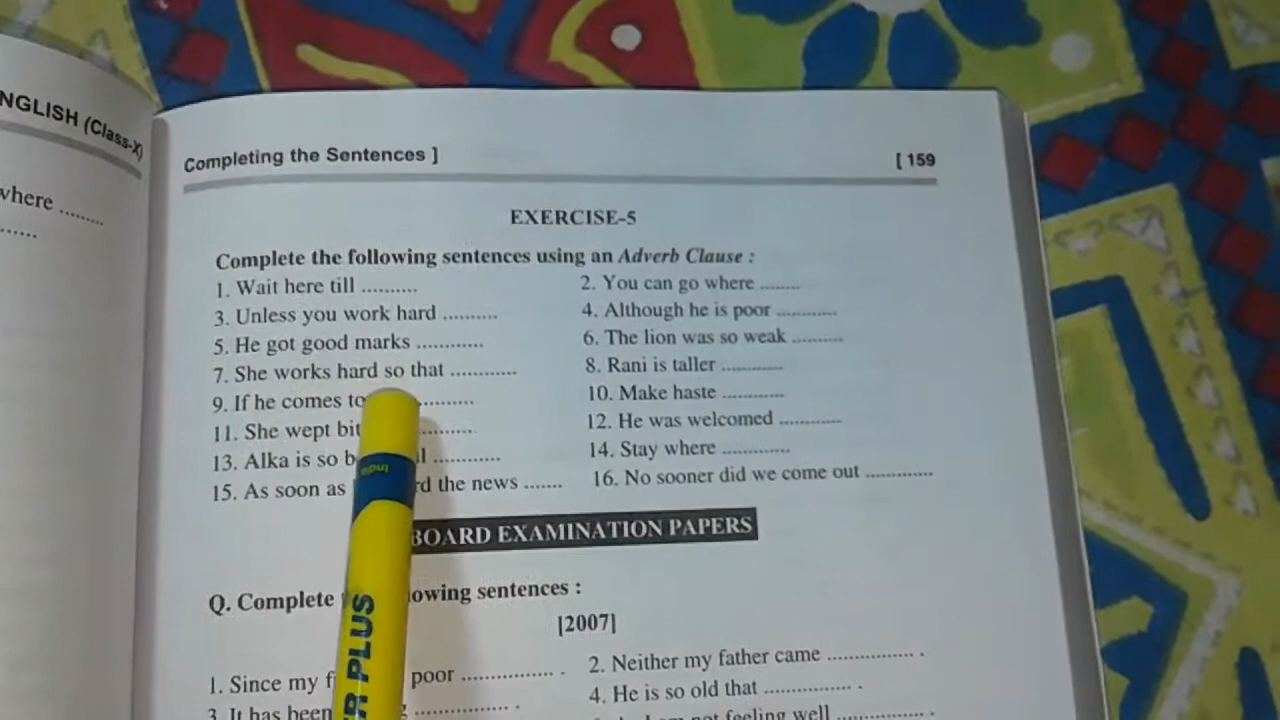 NGLISH (Class-X)
where ........
......
Completing the Sentences ]
[ 159
EXERCISE-5
Complete the following sentences using an Adverb Clause :
1. Wait here till ..........
2. You can go where ........
3. Unless you work hard ..........
4. Although he is poor ............
5. He got good marks ............
6. The lion was so weak ..........
7. She works hard so that ............
8. Rani is taller ............
9. If he comes to ..........
10. Make haste ............
11. She wept bit ..........
12. He was welcomed ............
13. Alka is so b l ............
14. Stay where .............
15. As soon as rd the news .......
16. No sooner did we come out .............
BOARD EXAMINATION PAPERS
Q. Complete lowing sentences :
[2007]
1. Since my f poor ............... .
2. Neither my father came ................ .
3. It has been g ................ .
4. He is so old that ................ .
not feeling well ................ .
R PLUS